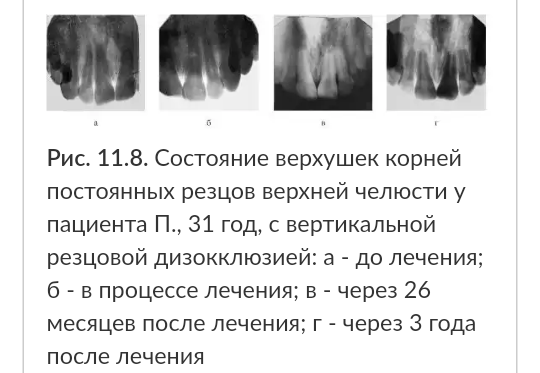 а б в г
Рис. 11.8. Состояние верхушек корней
постоянных резцов верхней челюсти у
пациента П., 31 год, с вертикальной
резцовой дизокклюзией: а - до лечения;
б - в процессе лечения; в - через 26
месяцев после лечения; г - через 3 года
после лечения